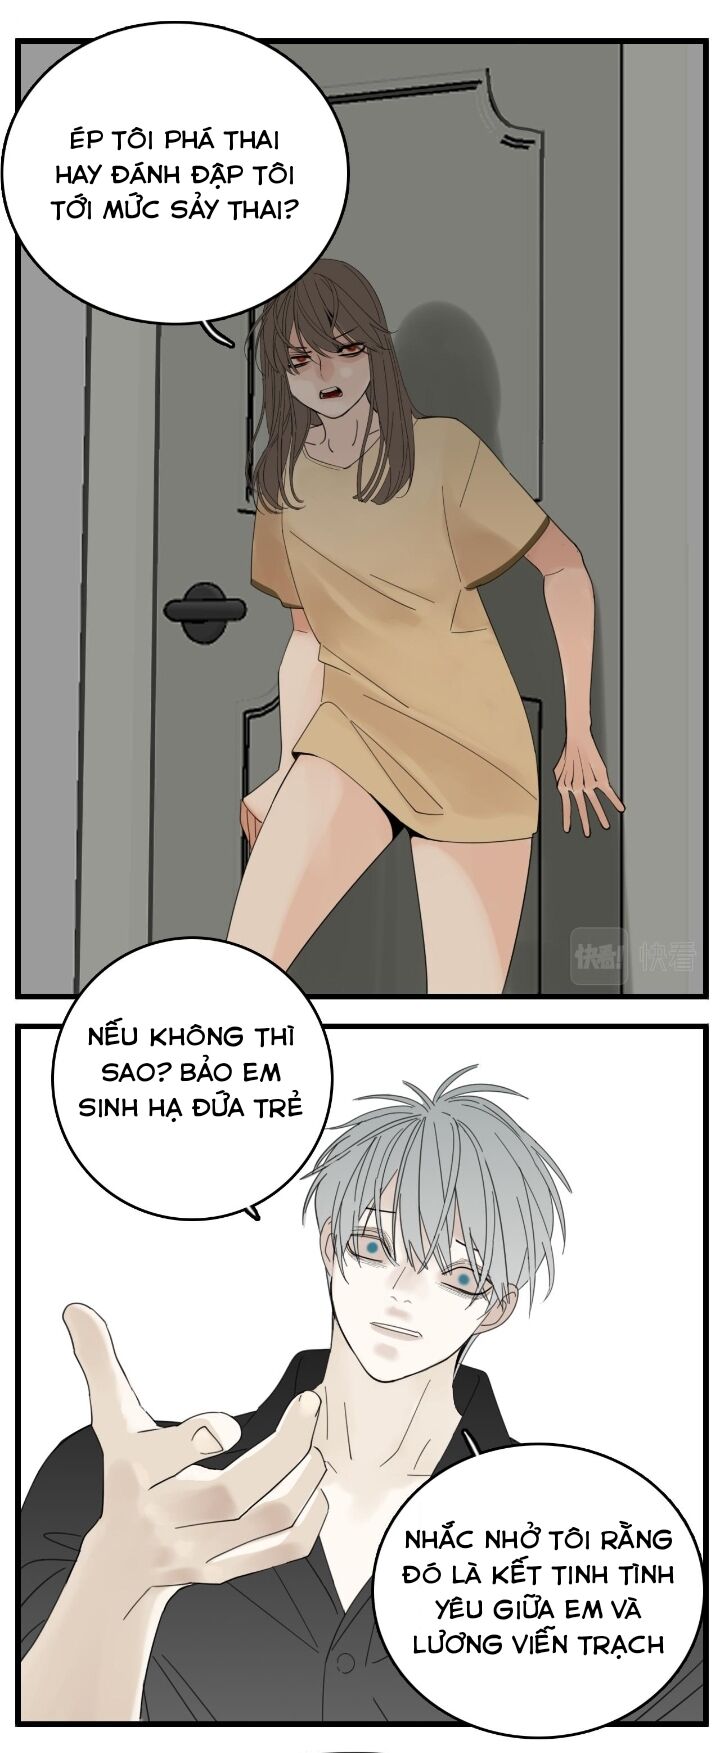 ÉP TÔI PHÁ THAI
HAY ĐÁNH ĐẬP TÔI
TỚI MỨC SẢY THAI?
快看! 快看
NẾU KHÔNG THÌ
SAO? BẢO EM
SINH HẠ ĐỨA TRẺ
NHẮC NHỞ TÔI RẰNG
ĐÓ LÀ KẾT TINH TÌNH
YÊU GIỮA EM VÀ
LƯƠNG VIỄN TRẠCH